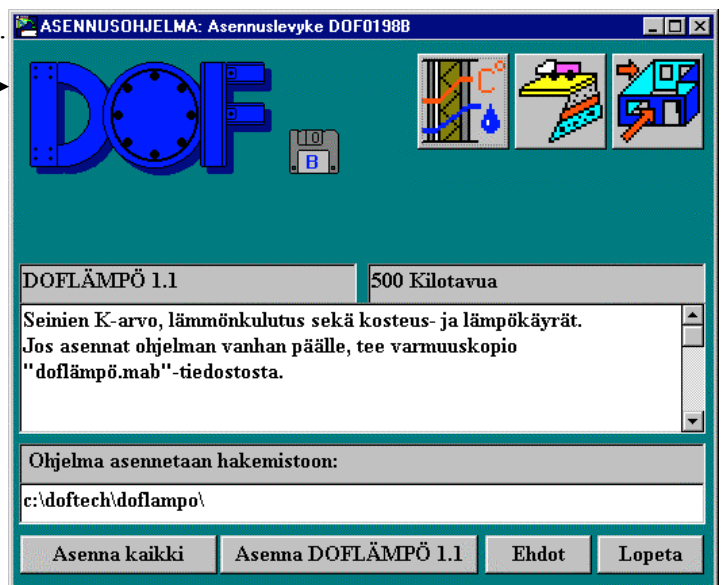 ASENNUSOHJELMA: Asennuslevyke DOF0198B
DOF
B
C°
DOFLÄMPÖ 1.1
500 Kilotavua
Seinien K-arvo, lämmönkulutus sekä kosteus- ja lämpökäyrät.
Jos asennat ohjelman vanhan päälle, tee varmuuskopio
"doflämpö.mab"-tiedostosta.
Ohjelma asennetaan hakemistoon:
c:\doftech\doflampo\
Asenna kaikki
Asenna DOFLÄMPÖ 1.1
Ehdot
Lopeta